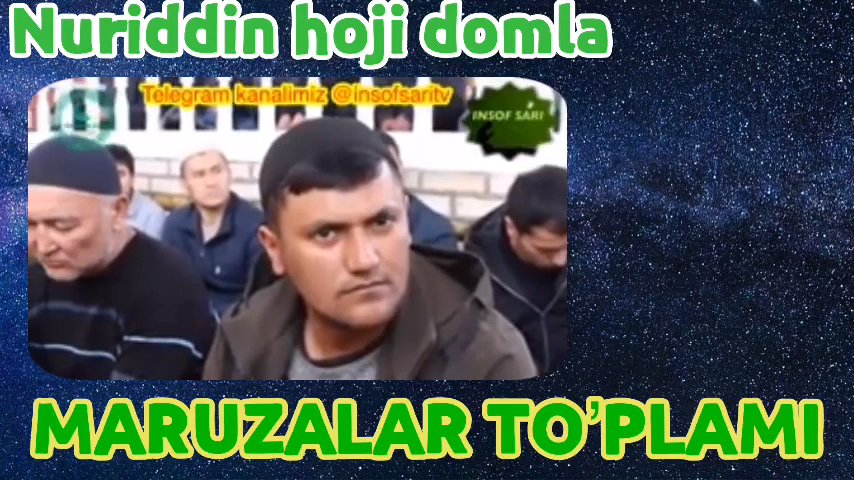 Nuriddin hoji domla
Telegram kanalimiz @insofsaritv
INSOF SARI
MARUZALAR TO’PLAMI